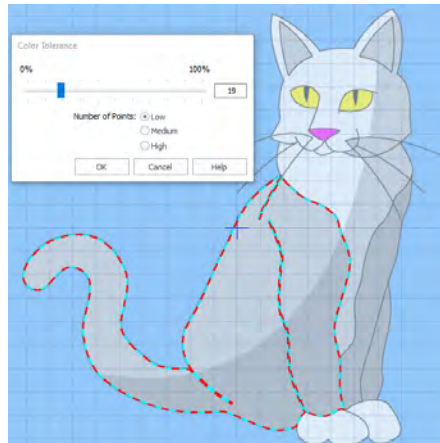 Color Tolerance
0% 100%
19
Number of Points: Low
Medium
High
OK Cancel Help